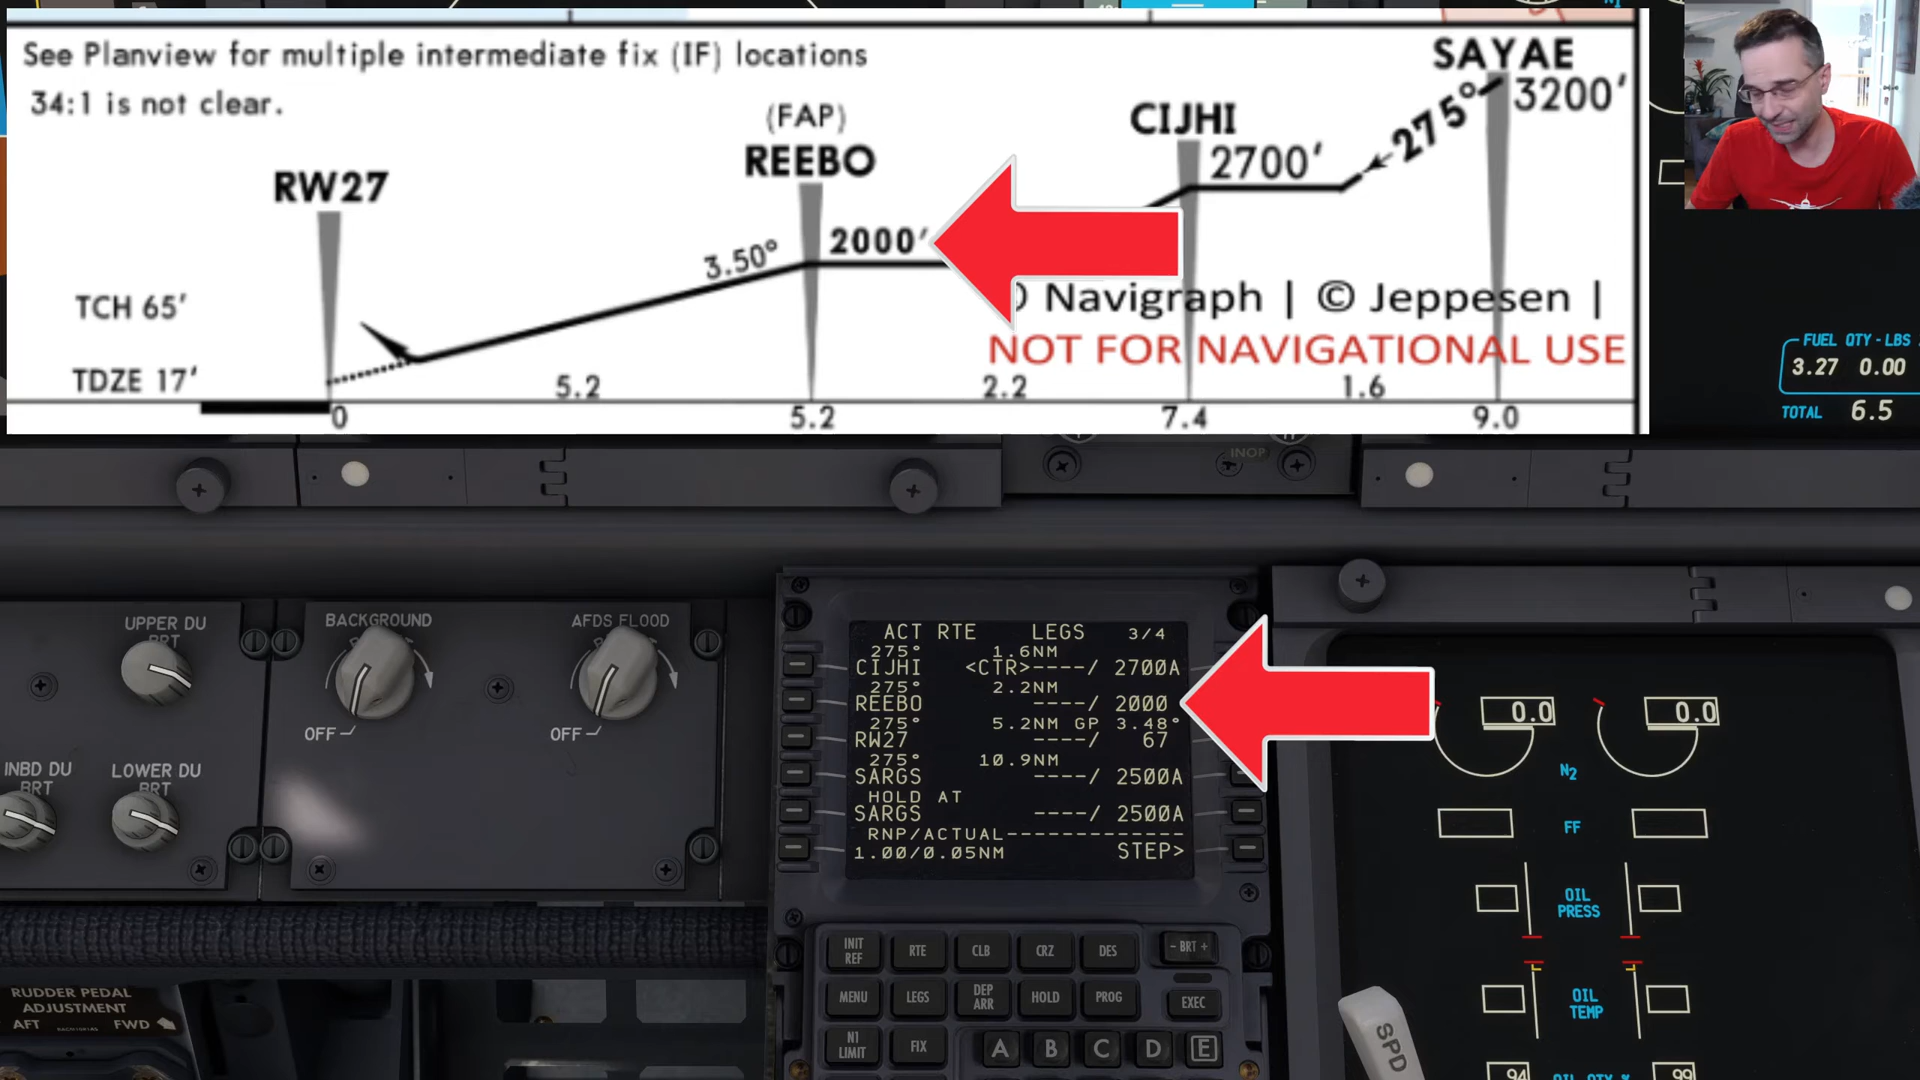 N1
See Planview for multiple intermediate fix (IF) locations
34:1 is not clear.
SAYAE
3200'
275°
CIJHI
2700'
(FAP)
REEBO
2000'
RW27
3.50°
TCH 65'
TDZE 17'
© Navigraph | © Jeppesen |
NOT FOR NAVIGATIONAL USE
5.2
2.2
1.6
0
5.2
7.4
9.0
FUEL QTY-LBS
3.27 0.00
TOTAL 6.5
INOP
UPPER DU
BRT
BACKGROUND
OFF
AFDS FLOOD
OFF
INBD DU
BRT
LOWER DU
BRT
ACT RTE LEGS 3/4
275° 1.6NM
CIJHI <CTR>----/ 2700A
275° 2.2NM
REEBO ----/ 2000
275° 5.2NM GP 3.48°
RW27 ----/ 67
275° 10.9NM
SARGS ----/ 2500A
HOLD AT
SARGS ----/ 2500A
RNP/ACTUAL-------------
1.00/0.05NM STEP>
0.0
0.0
N2
FF
OIL
PRESS
OIL
TEMP
94
OIL QTY %
99
INIT
REF
RTE
CLB
CRZ
DES
- BRT +
MENU
LEGS
DEP
ARR
HOLD
PROG
EXEC
N1
LIMIT
FIX
A
B
C
D
E
RUDDER PEDAL
ADJUSTMENT
AFT FWD
SPD